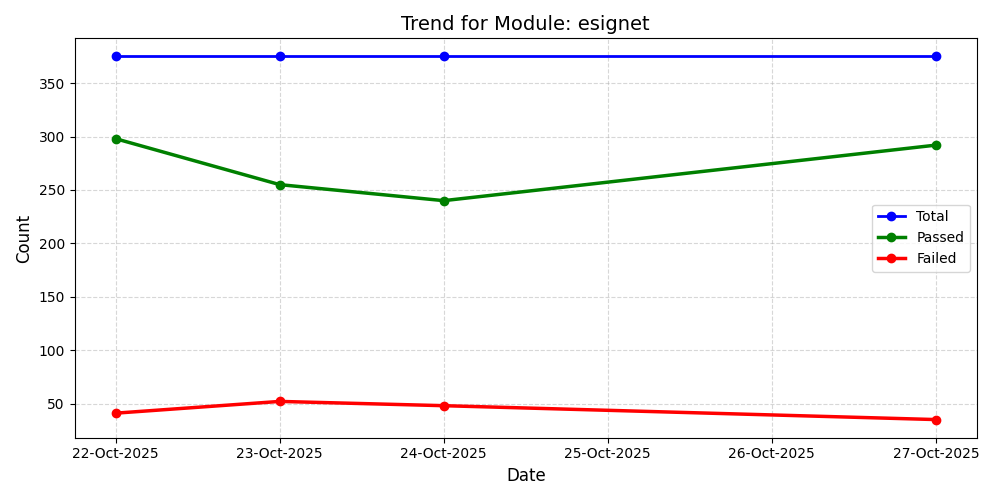 Trend for Module: esignet
Count
350
300
250
200
150
100
50
Total
Passed
Failed
22-Oct-2025 23-Oct-2025 24-Oct-2025 25-Oct-2025 26-Oct-2025 27-Oct-2025
Date